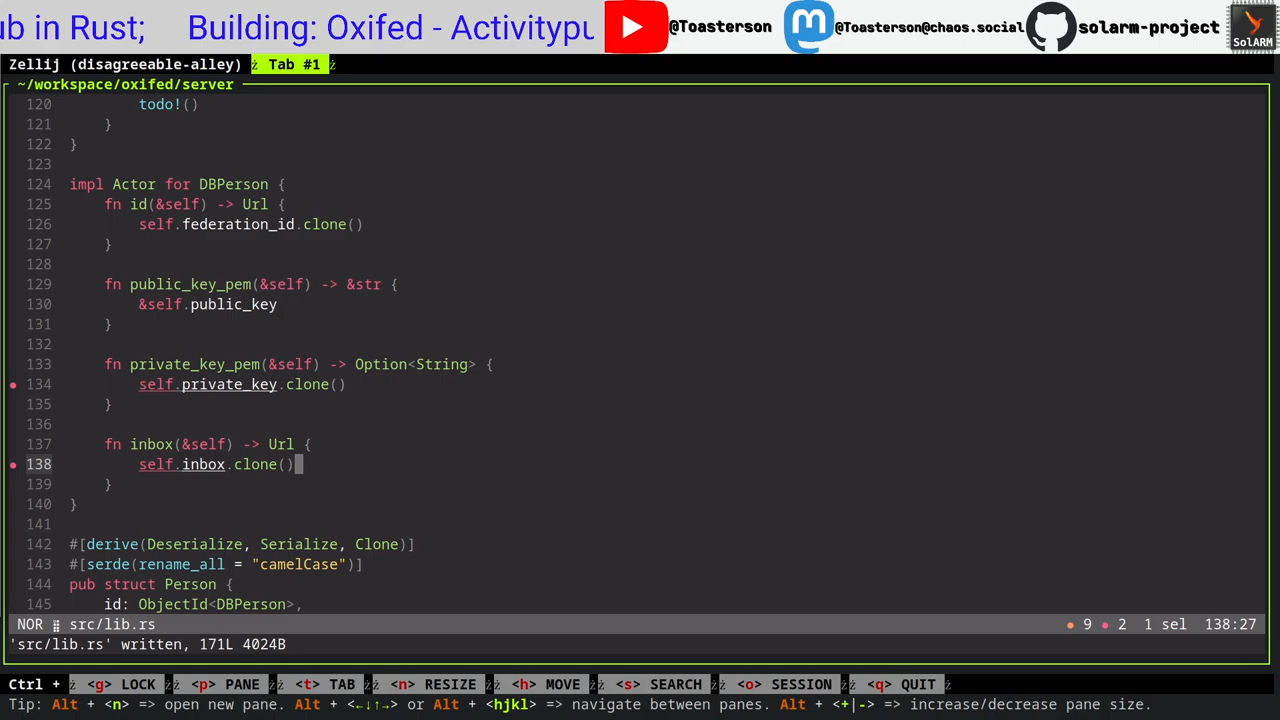 ub in Rust;     Building: Oxifed - Activitypu
@Toasterson
@Toasterson@chaos.social
solarm-project
SolARM
Zellij (disagreeable-alley)  Tab #1
~/workspace/oxifed/server
120         todo!()
121     }
122 }
123
124 impl Actor for DBPerson {
125     fn id(&self) -> Url {
126         self.federation_id.clone()
127     }
128
129     fn public_key_pem(&self) -> &str {
130         &self.public_key
131     }
132
133     fn private_key_pem(&self) -> Option<String> {
● 134         self.private_key.clone()
135     }
136
137     fn inbox(&self) -> Url {
● 138         self.inbox.clone()
139     }
140 }
141
142 #[derive(Deserialize, Serialize, Clone)]
143 #[serde(rename_all = "camelCase")]
144 pub struct Person {
145     id: ObjectId<DBPerson>,
NOR ⣾ src/lib.rs ● 9 ● 2 1 sel 138:27
'src/lib.rs' written, 171L 4024B
Ctrl + <g> LOCK <p> PANE <t> TAB <n> RESIZE <h> MOVE <s> SEARCH <o> SESSION <q> QUIT
Tip: Alt + <n> => open new pane. Alt + <←↓↑→> or Alt + <hjkl> => navigate between panes. Alt + <+|-> => increase/decrease pane size.